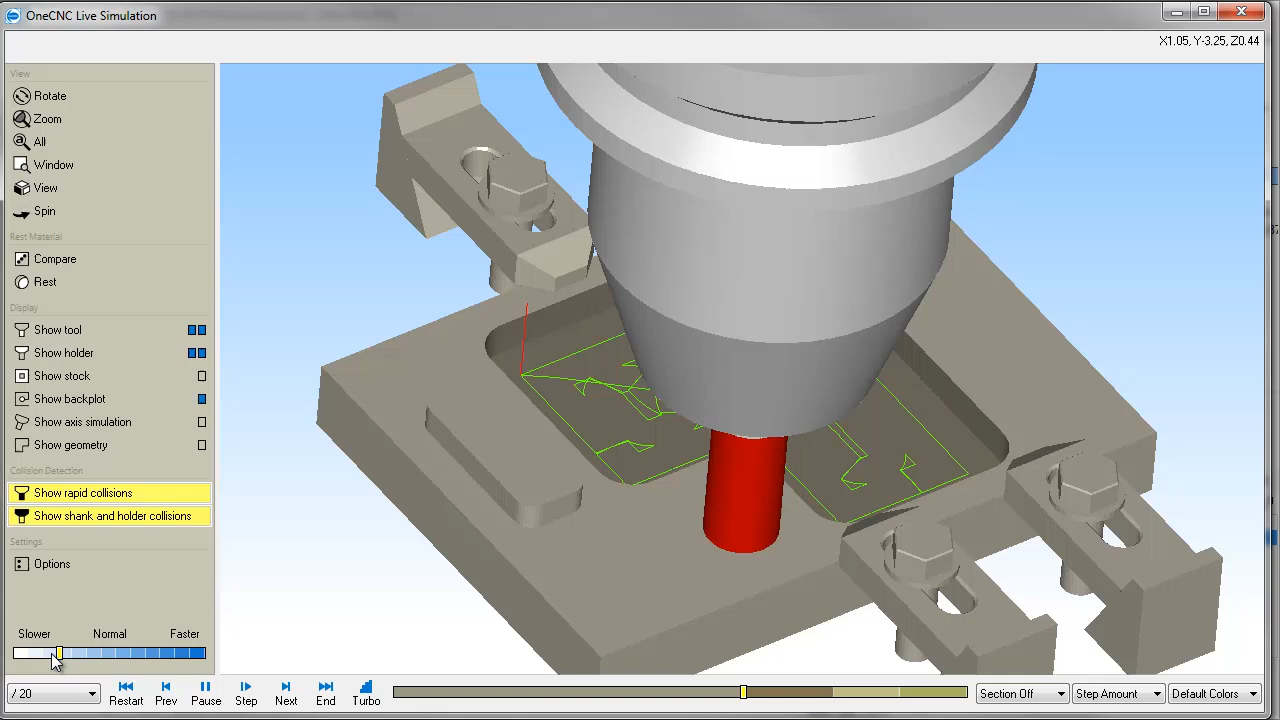 OneCNC Live Simulation
X1.05, Y-3.25, Z0.44
View
Rotate
Zoom
All
Window
View
Spin
Rest Material
Compare
Rest
Display
Show tool
Show holder
Show stock
Show backplot
Show axis simulation
Show geometry
Collision Detection
Show rapid collisions
Show shank and holder collisions
Settings
Options
Slower Normal Faster
/ 20 Restart Prev Pause Step Next End Turbo Section Off Step Amount Default Colors